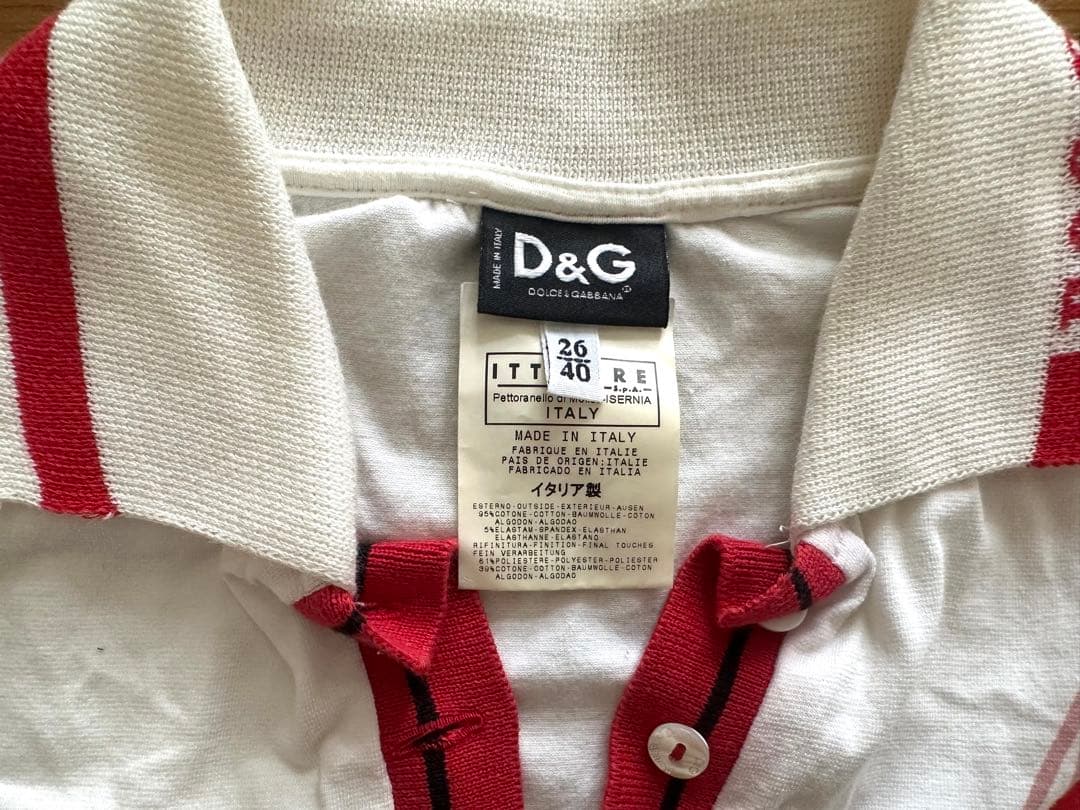 MADE IN ITALY
D&G
DOLCE & GABBANA
26
40
ITT RE
S.p.A.
Pettoranello di ISERNIA
ITALY
MADE IN ITALY
FABRIQUE EN ITALIE
PAIS DE ORIGEN:ITALIE
FABRICADO EN ITALIA
イタリア製
ESTERNO-OUTSIDE-EXTERIEUR-AUSEN
95%COTONE-COTTON-BAUMWOLLE-COTON
ALGODON-ALGODAO
5%ELASTAM-SPANDEX-ELASTHAN
ELASTHANNE-ELASTANO
RIFINITURA-FINITION-FINAL TOUCHES
FEIN VERARBEITUNG
61%POLIESTERE-POLYESTER-POLIESTER
39%COTONE-COTTON-BAUMWOLLE-COTON
ALGODON-ALGODAO